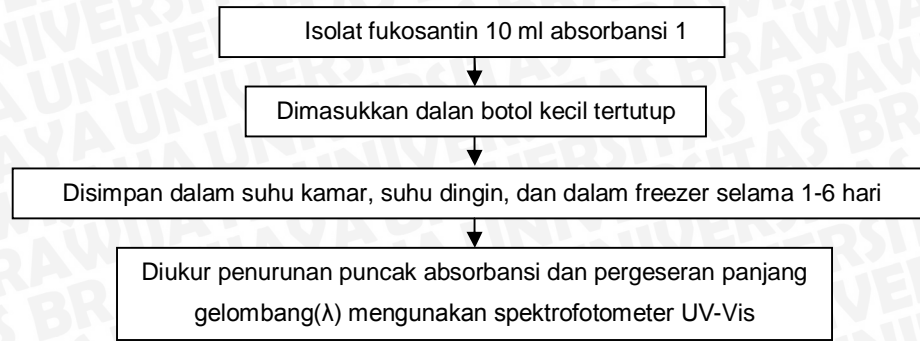 Isolat fukosantin 10 ml absorbansi 1
Dimasukkan dalan botol kecil tertutup
Disimpan dalam suhu kamar, suhu dingin, dan dalam freezer selama 1-6 hari
Diukur penurunan puncak absorbansi dan pergeseran panjang
gelombang(λ) mengunakan spektrofotometer UV-Vis